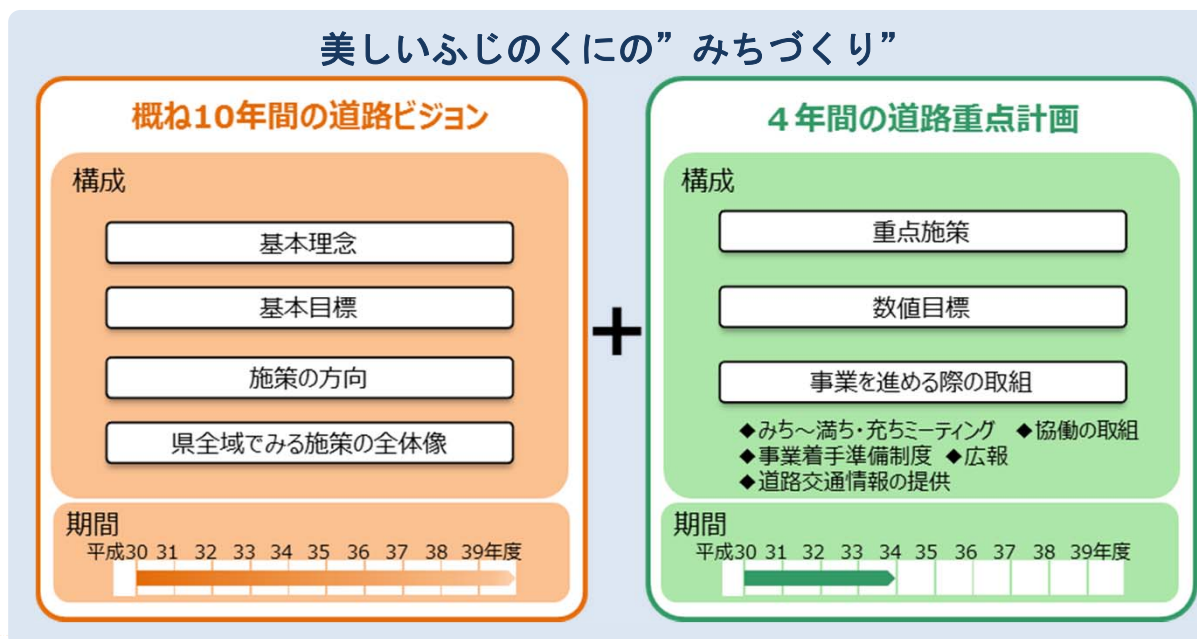 美しいふじのくにの”みちづくり”
概ね10年間の道路ビジョン
構成
基本理念
基本目標
施策の方向
県全域でみる施策の全体像
期間
平成30 31 32 33 34 35 36 37 38 39年度
+
4年間の道路重点計画
構成
重点施策
数値目標
事業を進める際の取組
◆みち～満ち・充ちミーティング ◆協働の取組
◆事業着手準備制度 ◆広報
◆道路交通情報の提供
期間
平成30 31 32 33 34 35 36 37 38 39年度